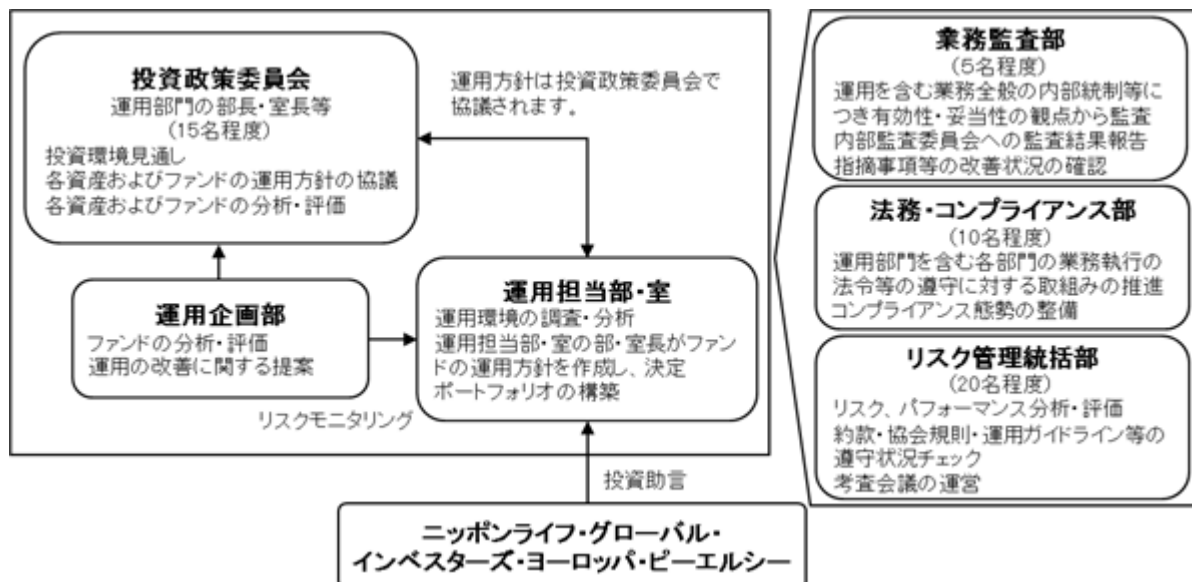 投資政策委員会
運用部門の部長・室長等
(15名程度)
投資環境見通し
各資産およびファンドの運用方針の協議
各資産およびファンドの分析・評価
運用方針は投資政策委員会で
協議されます。
運用企画部
ファンドの分析・評価
運用の改善に関する提案
リスクモニタリング
運用担当部・室
運用環境の調査・分析
運用担当部・室の部・室長がファン
ドの運用方針を作成し、決定
ポートフォリオの構築
投資助言
ニッポンライフ・グローバル・
インベスターズ・ヨーロッパ・ピーエルシー
業務監査部
(5名程度)
運用を含む業務全般の内部統制等に
つき有効性・妥当性の観点から監査
内部監査委員会への監査結果報告
指摘事項等の改善状況の確認
法務・コンプライアンス部
(10名程度)
運用部門を含む各部門の業務執行の
法令等の遵守に対する取組みの推進
コンプライアンス態勢の整備
リスク管理統括部
(20名程度)
リスク、パフォーマンス分析・評価
約款・協会規則・運用ガイドライン等の
遵守状況チェック
考査会議の運営